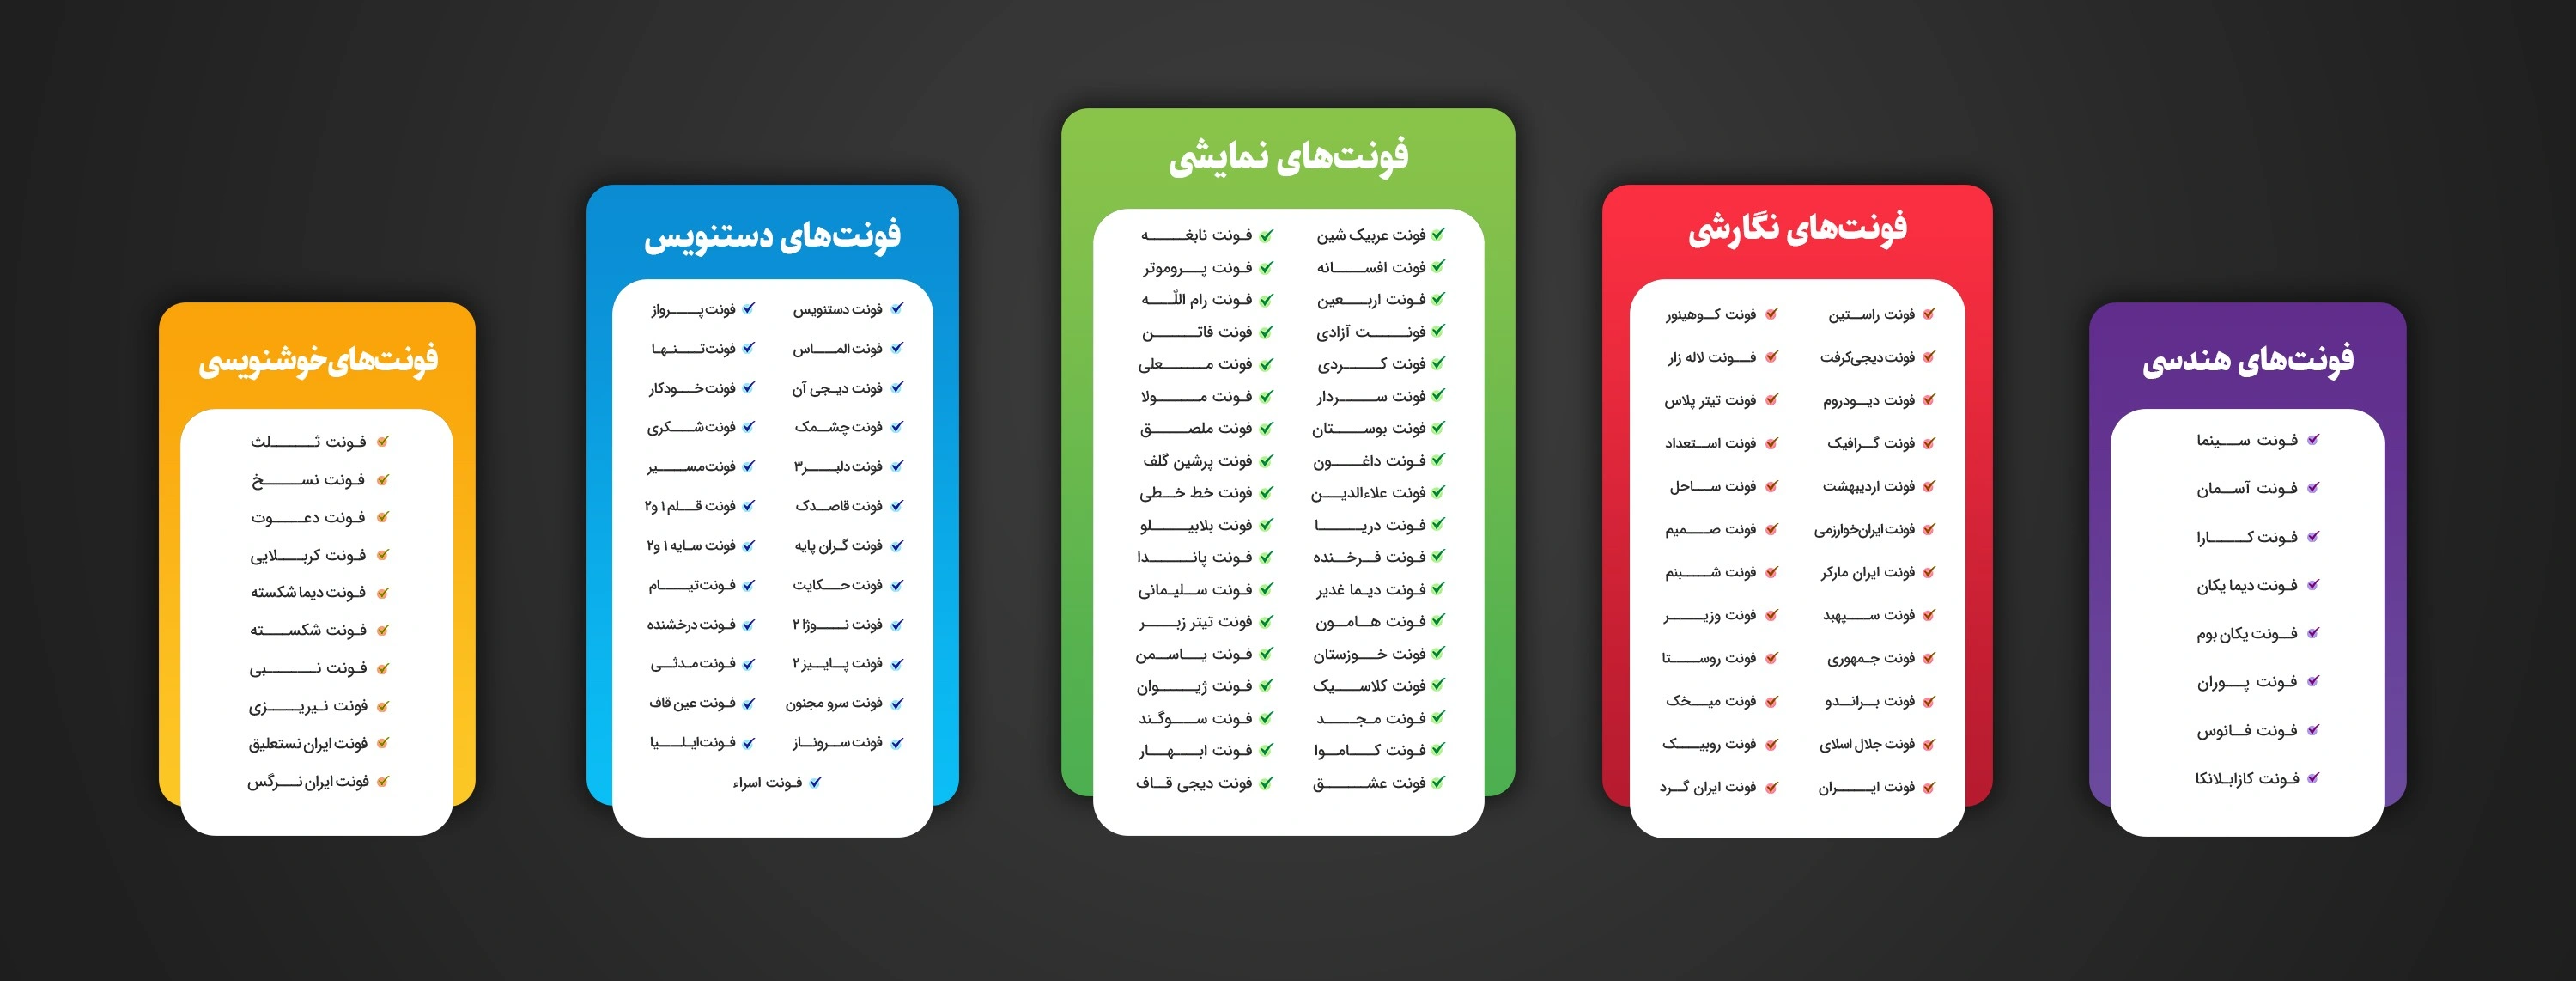 فونت‌های هندسی
فونت سینما
فونت آسمان
فونت کارا
فونت دیما یکان
فونت یکان بوم
فونت پوران
فونت فانوس
فونت کازابلانکا
فونت‌های نگارشی
فونت راستین
فونت دیجی‌کرفت
فونت دیودروم
فونت گرافیک
فونت اردیبهشت
فونت ایران‌خوارزمی
فونت ایران مارکر
فونت سپهبد
فونت جمهوری
فونت براندو
فونت جلال اسلای
فونت ایران
فونت کوهینور
فونت لاله زار
فونت تیتر پلاس
فونت استعداد
فونت ساحل
فونت صمیم
فونت شبنم
فونت وزیر
فونت روستا
فونت میخک
فونت روبیک
فونت ایران گرد
فونت‌های نمایشی
فونت عربیک شین
فونت افسانه
فونت اربعین
فونت آزادی
فونت کردی
فونت سردار
فونت بوستان
فونت داغون
فونت علاءالدین
فونت دریا
فونت فرخنده
فونت دیما غدیر
فونت هامون
فونت خوزستان
فونت کلاسیک
فونت مجد
فونت کاموا
فونت عشق
فونت نابغه
فونت پروموتر
فونت رام اللّه
فونت فاتن
فونت معلی
فونت مولا
فونت ملصق
فونت پرشین گلف
فونت خط خطی
فونت بلابیلو
فونت پاندا
فونت سلیمانی
فونت تیتر زبر
فونت یاسمن
فونت ژیوان
فونت سوگند
فونت ابهار
فونت دیجی قاف
فونت‌های دستنویس
فونت دستنویس
فونت الماس
فونت دیجی آن
فونت چشمک
فونت دلبر۳
فونت قاصدک
فونت گران پایه
فونت حکایت
فونت نوژا ۲
فونت پاییز ۲
فونت سرو مجنون
فونت سروناز
فونت پرواز
فونت تنها
فونت خودکار
فونت شکری
فونت مسیر
فونت قلم ۱ و۲
فونت سایه ۱ و۲
فونت تیام
فونت درخشنده
فونت مدثی
فونت عین قاف
فونت ایلیا
فونت اسراء
فونت‌های خوشنویسی
فونت ثلث
فونت نسخ
فونت دعوت
فونت کربلایی
فونت دیما شکسته
فونت شکسته
فونت نبی
فونت نیریزی
فونت ایران نستعلیق
فونت ایران نرگس